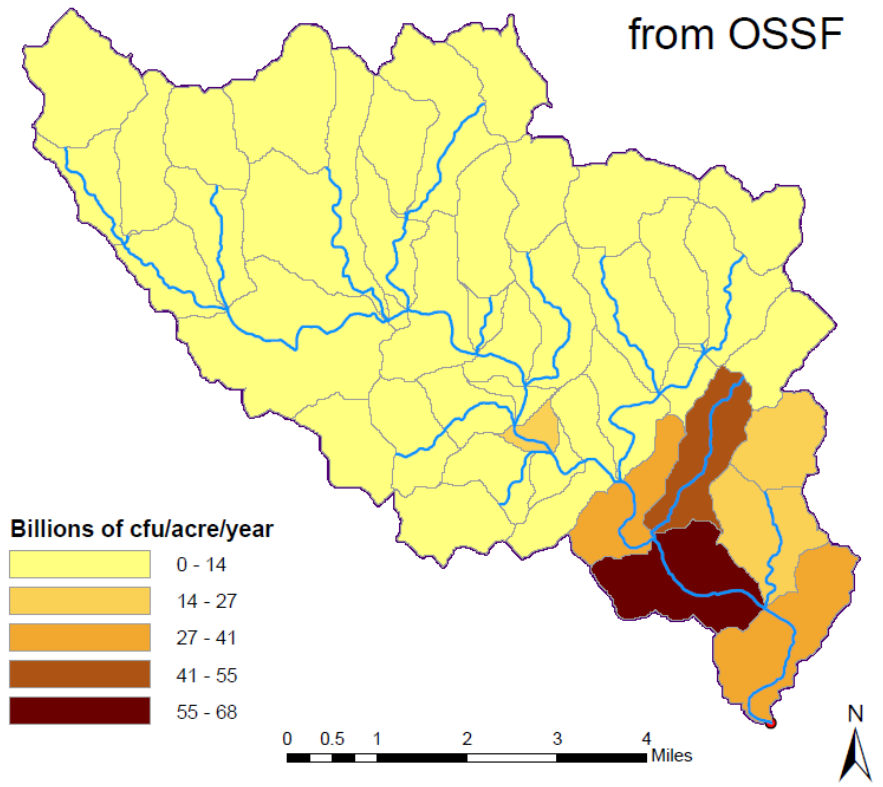 from OSSF
Billions of cfu/acre/year
0 - 14
14 - 27
27 - 41
41 - 55
55 - 68
0 0.5 1 2 3 4
Miles
N